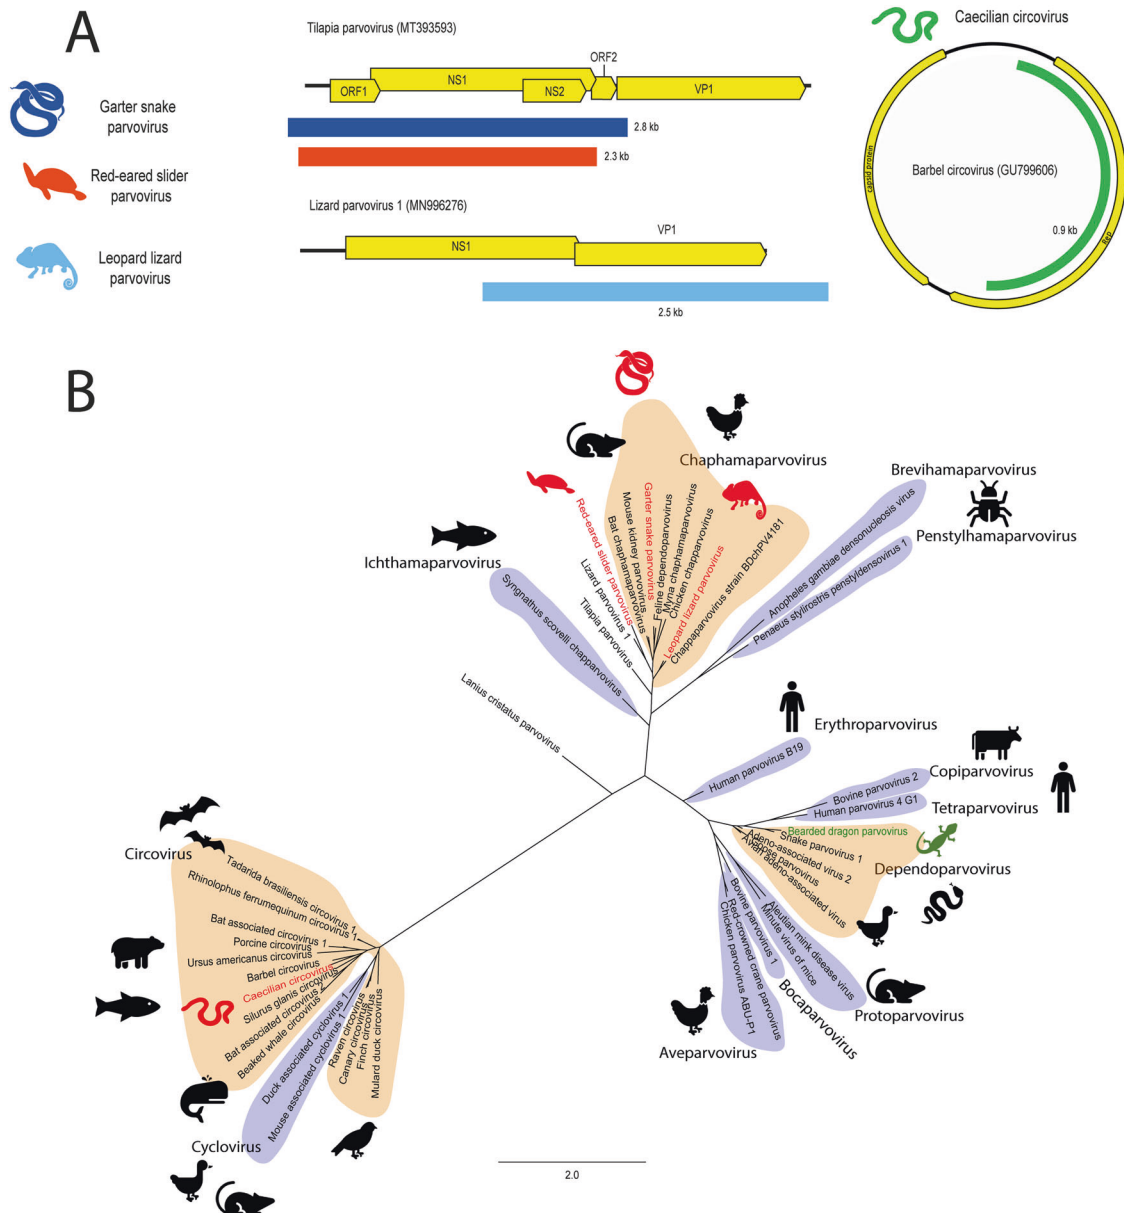 A
Garter snake
parvovirus
Red-eared slider
parvovirus
Leopard lizard
parvovirus
Tilapia parvovirus (MT393593)
ORF1
NS1
NS2
ORF2
VP1
2.8 kb
2.3 kb
Lizard parvovirus 1 (MN996276)
NS1
VP1
2.5 kb
Caecilian circovirus
capsid protein
Barbel circovirus (GU799606)
0.9 kb
Rep
B
Chaphamaparvovirus
Brevihamaparvovirus
Penstylhamaparvovirus
Ichthamaparvovirus
Syngnathus scovelli chapparvovirus
Tilapia parvovirus
Lizard parvovirus 1
Red-eared slider parvovirus
Bat chaphamaparvovirus
Mouse kidney parvovirus
Garter snake parvovirus
Feline dependoparvovirus
Myna chaphamaparvovirus
Chicken chapparvovirus
Leopard lizard parvovirus
Chappaparvovirus strain BDchPV4181
Anopheles gambiae densonucleosis virus
Penaeus stylirostris penstyldensovirus 1
Lanius cristatus parvovirus
Erythroparvovirus
Human parvovirus B19
Copiparvovirus
Bovine parvovirus 2
Human parvovirus 4 G1
Tetraparvovirus
Bearded dragon parvovirus
Snake parvovirus 1
Adeno-associated virus 2
Goose parvovirus
Avian adeno-associated virus
Dependoparvovirus
Aleutian mink disease virus
Minute virus of mice
Protoparvovirus
Bovine parvovirus 1
Bocaparvovirus
Red-crowned crane parvovirus
Chicken parvovirus ABU-P1
Aveparvovirus
Circovirus
Tadarida brasiliensis circovirus 1
Rhinolophus ferrumequinum circovirus 1
Bat associated circovirus 1
Porcine circovirus
Ursus americanus circovirus
Barbel circovirus
Caecilian circovirus
Silurus glanis circovirus
Bat associated circovirus 2
Beaked whale circovirus
Duck associated cyclovirus 1
Mouse associated cyclovirus 1
Raven circovirus
Canary circovirus
Finch circovirus
Mulard duck circovirus
Cyclovirus
2.0